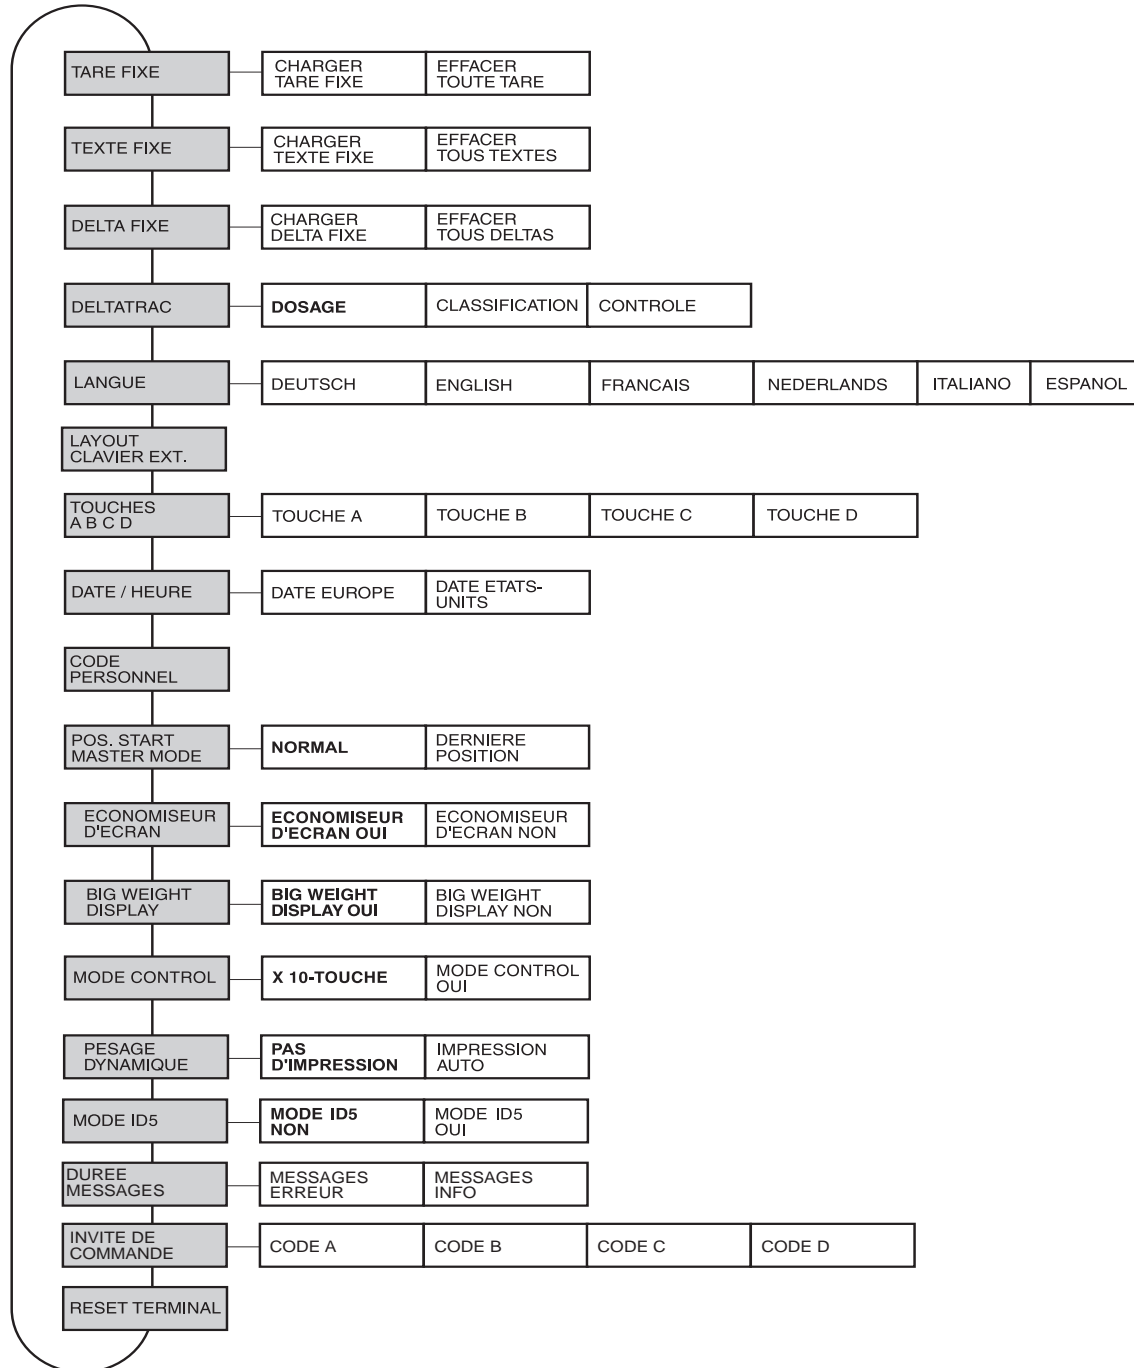 TARE FIXE
CHARGER
TARE FIXE
EFFACER
TOUTE TARE
TEXTE FIXE
CHARGER
TEXTE FIXE
EFFACER
TOUS TEXTES
DELTA FIXE
CHARGER
DELTA FIXE
EFFACER
TOUS DELTAS
DELTATRAC
DOSAGE
CLASSIFICATION
CONTROLE
LANGUE
DEUTSCH
ENGLISH
FRANCAIS
NEDERLANDS
ITALIANO
ESPANOL
LAYOUT
CLAVIER EXT.
TOUCHES
A B C D
TOUCHE A
TOUCHE B
TOUCHE C
TOUCHE D
DATE / HEURE
DATE EUROPE
DATE ETATS-
UNITS
CODE
PERSONNEL
POS. START
MASTER MODE
NORMAL
DERNIERE
POSITION
ECONOMISEUR
D'ECRAN
ECONOMISEUR
D'ECRAN OUI
ECONOMISEUR
D'ECRAN NON
BIG WEIGHT
DISPLAY
BIG WEIGHT
DISPLAY OUI
BIG WEIGHT
DISPLAY NON
MODE CONTROL
X 10-TOUCHE
MODE CONTROL
OUI
PESAGE
DYNAMIQUE
PAS
D'IMPRESSION
IMPRESSION
AUTO
MODE ID5
MODE ID5
NON
MODE ID5
OUI
DUREE
MESSAGES
MESSAGES
ERREUR
MESSAGES
INFO
INVITE DE
COMMANDE
CODE A
CODE B
CODE C
CODE D
RESET TERMINAL